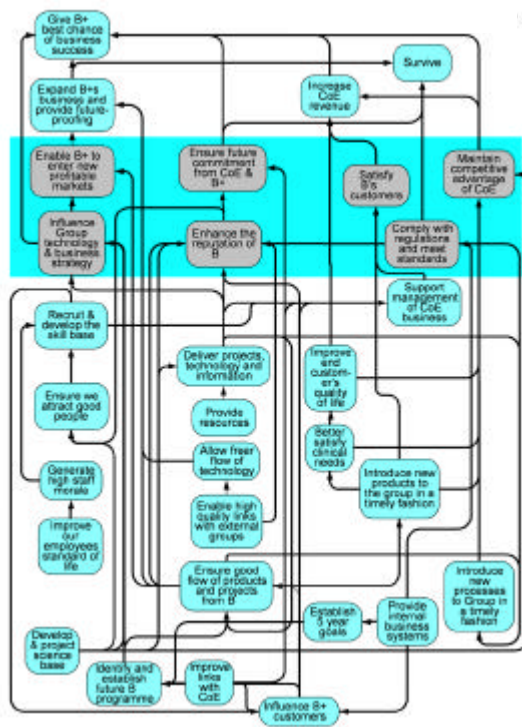 Give B+
best chance
of business
success
Survive
Expand B+s
business and
provide future-
proofing
Increase
CoE
revenue
Enable B+ to
enter new
profitable
markets
Ensure future
commitment
from CoE &
B+
Satisfy
B's
customers
Maintain
competitive
advantage
of CoE
Influence
Group
technology
& business
strategy
Enhance the
reputation of
B
Comply with
regulations
and meet
standards
Support
management
of CoE
business
Recruit &
develop the
skill base
Deliver projects,
technology and
information
Improve
end
custom-
er's
quality
of life
Ensure we
attract good
people
Provide
resources
Better
satisfy
clinical
needs
Allow freer
flow of
technology
Generate
high staff
morale
Introduce new
products to
the group in a
timely fashion
Enable high
quality links
with external
groups
Improve
our
employees
standard of
life
Ensure good
flow of products
and projects
from B
Introduce
new
processes
to Group in
a timely
fashion
Establish
5 year
goals
Provide
internal
business
systems
Develop
& project
science
base
Identify and
establish
future B
programme
Improve
links
with
CoE
Influence B+
customers